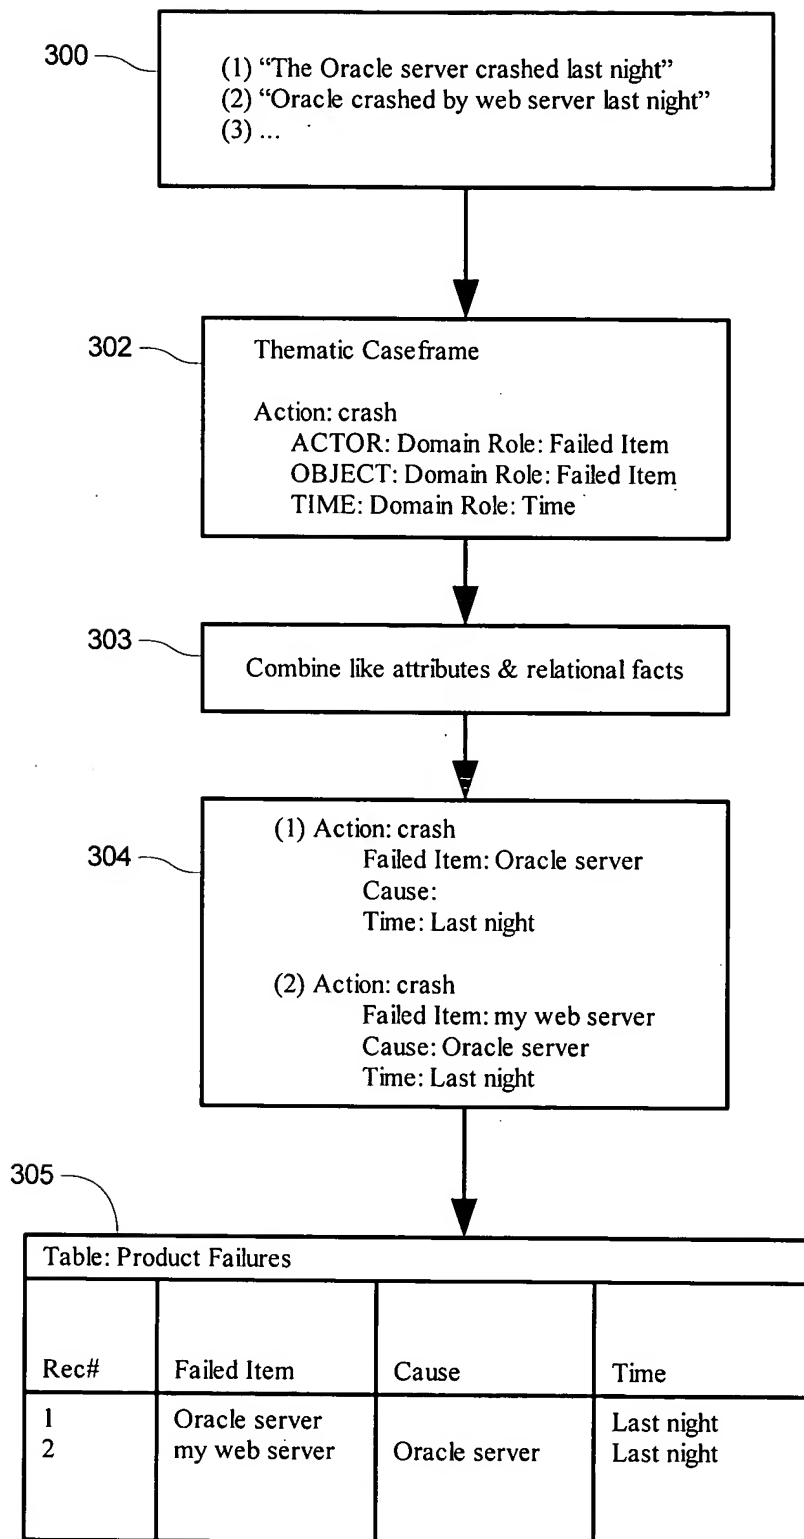 300
(1) “The Oracle server crashed last night”
(2) “Oracle crashed by web server last night”
(3) ...
302
Thematic Caseframe
Action: crash
ACTOR: Domain Role: Failed Item
OBJECT: Domain Role: Failed Item
TIME: Domain Role: Time
303
Combine like attributes & relational facts
304
(1) Action: crash
Failed Item: Oracle server
Cause:
Time: Last night
(2) Action: crash
Failed Item: my web server
Cause: Oracle server
Time: Last night
305
Table: Product Failures
Rec# Failed Item Cause Time
1 Oracle server Last night
2 my web server Oracle server Last night